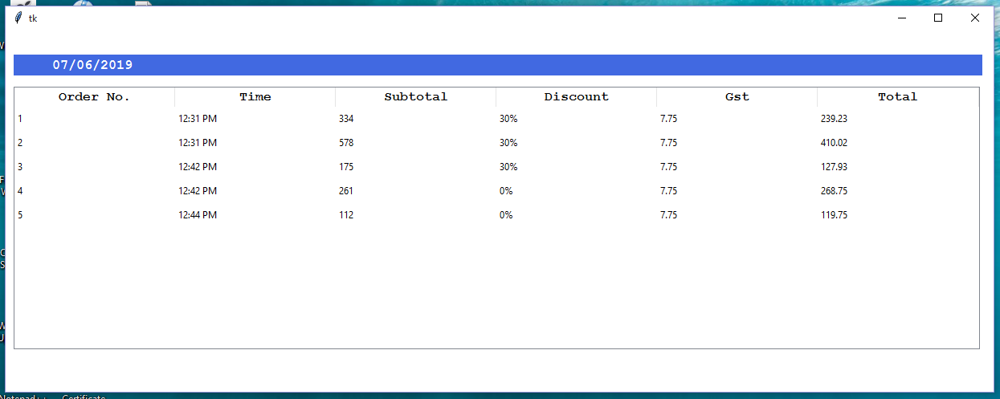 tk
07/06/2019
Order No. Time Subtotal Discount Gst Total
1 12:31 PM 334 30% 7.75 239.23
2 12:31 PM 578 30% 7.75 410.02
3 12:42 PM 175 30% 7.75 127.93
4 12:42 PM 261 0% 7.75 268.75
5 12:44 PM 112 0% 7.75 119.75
Notepad++ Certificate